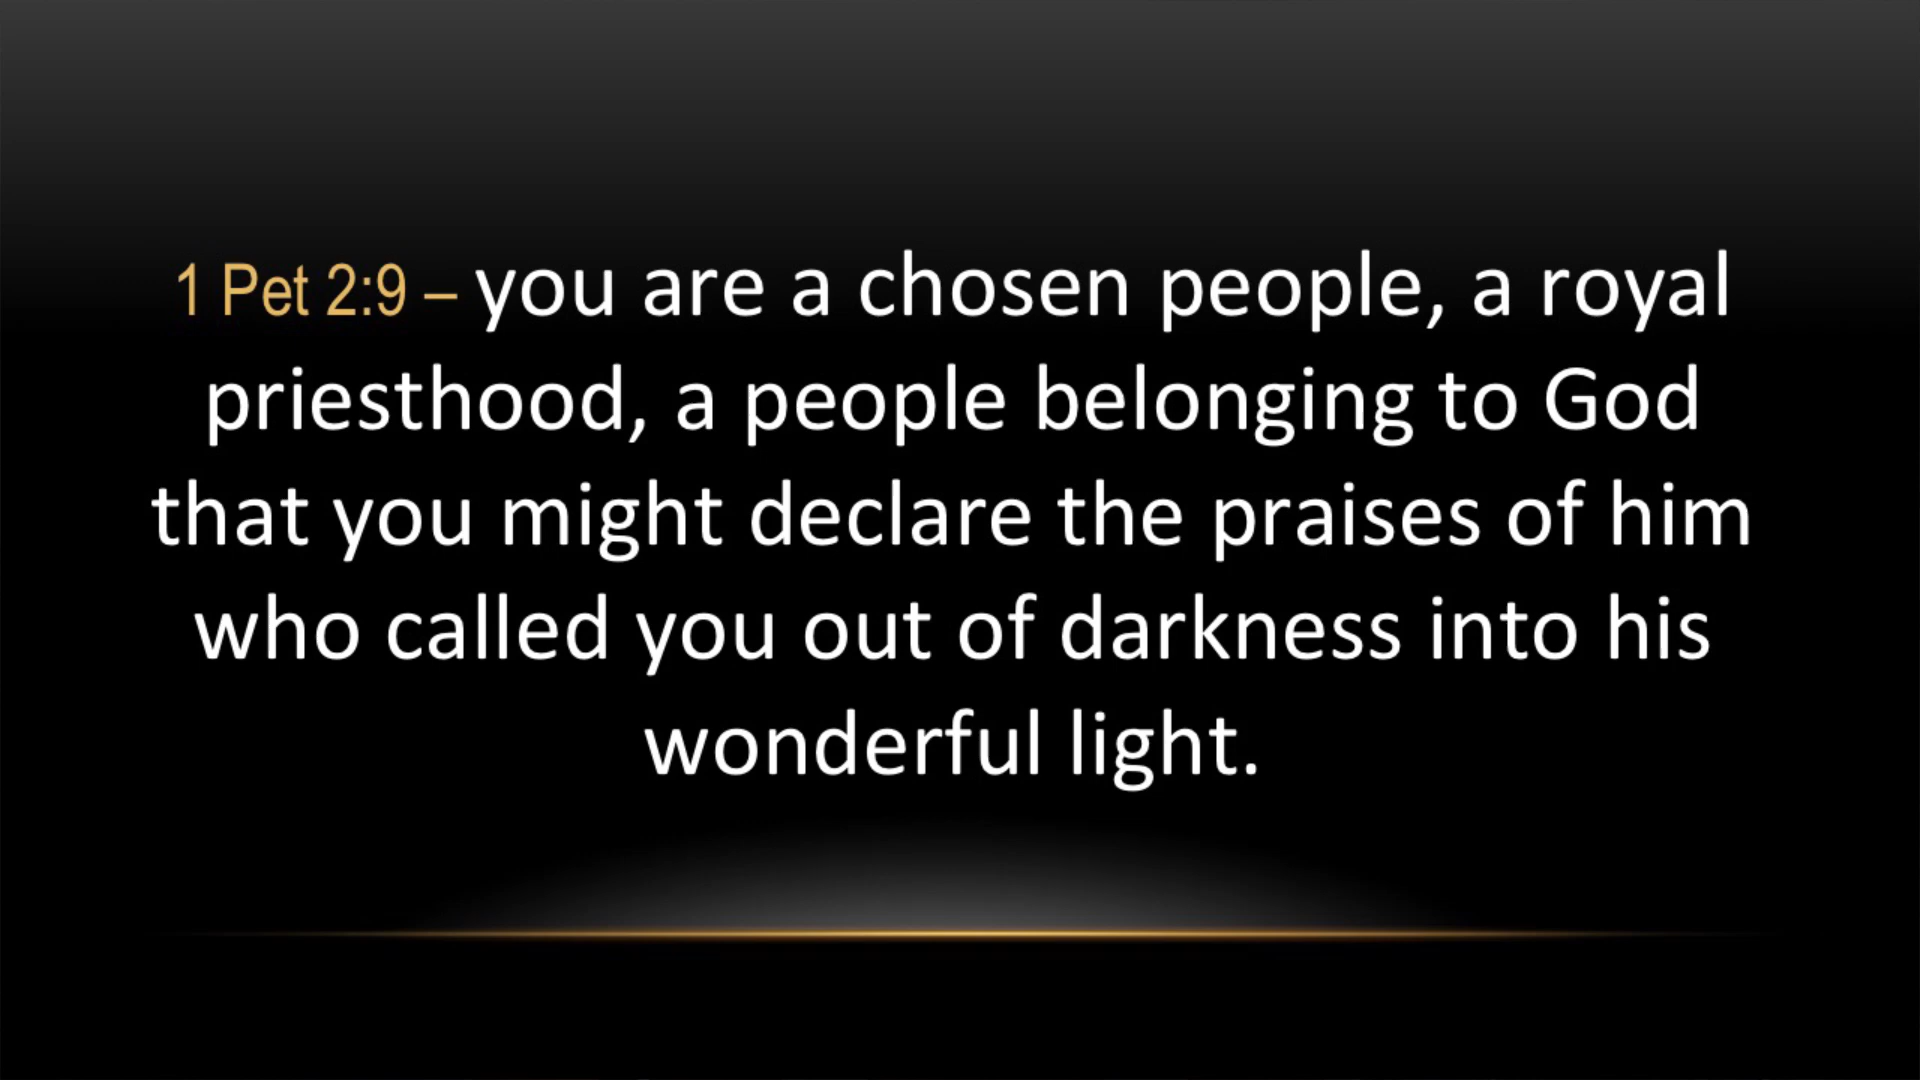 1 Pet 2:9 – you are a chosen people, a royal
priesthood, a people belonging to God
that you might declare the praises of him
who called you out of darkness into his
wonderful light.